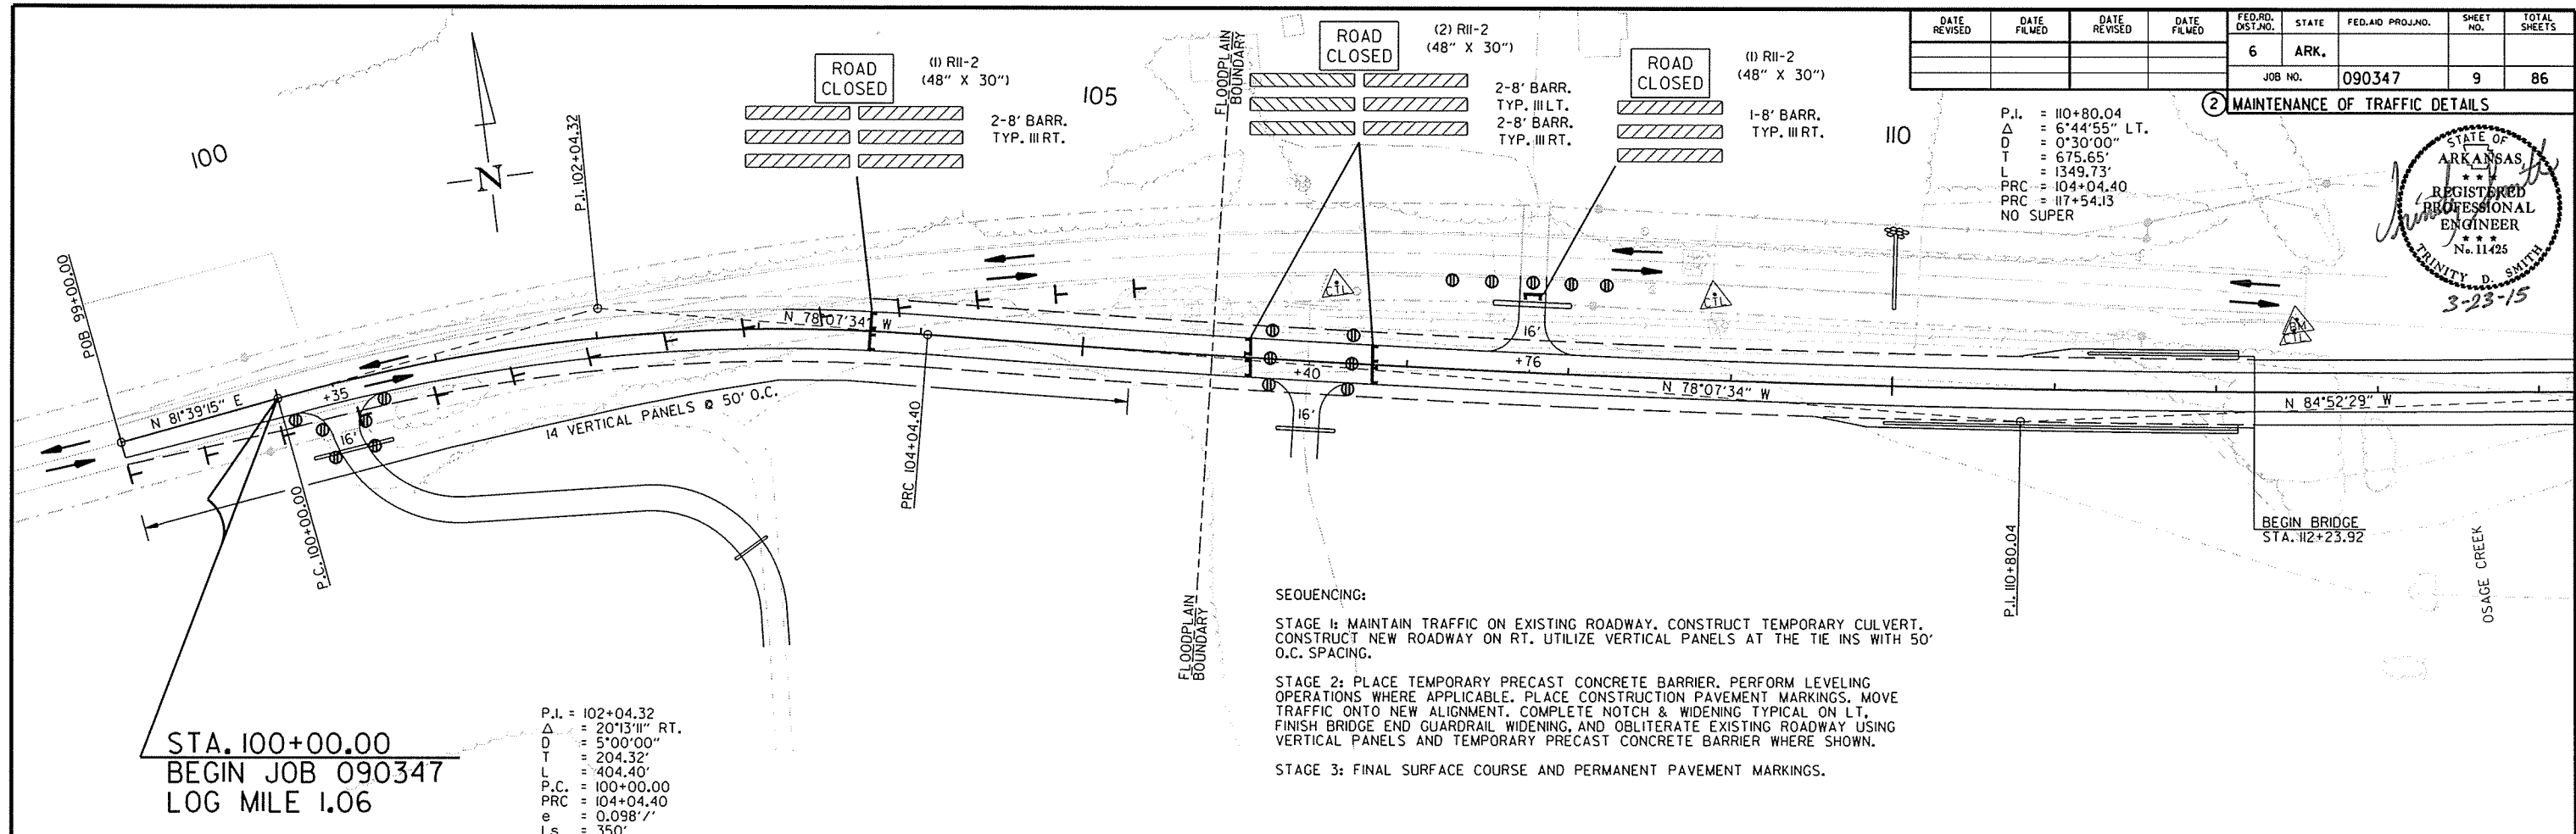 DATE REVISED
DATE FILMED
DATE REVISED
DATE FILMED
FED.RD. DIST.NO.
STATE
FED.AID PROJ.NO.
SHEET NO.
TOTAL SHEETS
6
ARK.
JOB NO.
090347
9
86
2
MAINTENANCE OF TRAFFIC DETAILS
ROAD
CLOSED
(1) R11-2
(48" X 30")
2-8' BARR.
TYP. III RT.
FLOODPLAIN
BOUNDARY
ROAD
CLOSED
(2) R11-2
(48" X 30")
2-8' BARR.
TYP. III LT.
2-8' BARR.
TYP. III RT.
ROAD
CLOSED
(1) R11-2
(48" X 30")
1-8' BARR.
TYP. III RT.
100
105
110
N
P.I. = 110+80.04
Δ = 6°44'55" LT.
D = 0°30'00"
T = 675.65'
L = 1349.73'
PRC = 104+04.40
PRC = 117+54.13
NO SUPER
STATE OF
ARKANSAS
REGISTERED
PROFESSIONAL
ENGINEER
No. 11425
TRINITY D. SMITH
3-23-15
POB 99+00.00
P.I. 102+04.32
N 81°39'15" E
+35
16'
P.C. 100+00.00
14 VERTICAL PANELS @ 50' O.C.
N 78°07'34" W
PRC 104+04.40
CTL
+40
16'
16'
+76
CTL
N 78°07'34" W
BM
CTL
N 84°52'29" W
P.I. 110+80.04
BEGIN BRIDGE
STA. 112+23.92
OSAGE CREEK
FLOODPLAIN
BOUNDARY
SEQUENCING:
STAGE 1: MAINTAIN TRAFFIC ON EXISTING ROADWAY. CONSTRUCT TEMPORARY CULVERT.
CONSTRUCT NEW ROADWAY ON RT. UTILIZE VERTICAL PANELS AT THE TIE INS WITH 50'
O.C. SPACING.
STAGE 2: PLACE TEMPORARY PRECAST CONCRETE BARRIER. PERFORM LEVELING
OPERATIONS WHERE APPLICABLE. PLACE CONSTRUCTION PAVEMENT MARKINGS. MOVE
TRAFFIC ONTO NEW ALIGNMENT. COMPLETE NOTCH & WIDENING TYPICAL ON LT,
FINISH BRIDGE END GUARDRAIL WIDENING, AND OBLITERATE EXISTING ROADWAY USING
VERTICAL PANELS AND TEMPORARY PRECAST CONCRETE BARRIER WHERE SHOWN.
STAGE 3: FINAL SURFACE COURSE AND PERMANENT PAVEMENT MARKINGS.
STA. 100+00.00
BEGIN JOB 090347
LOG MILE 1.06
P.I. = 102+04.32
Δ = 20°13'11" RT.
D = 5°00'00"
T = 204.32'
L = 404.40'
P.C. = 100+00.00
PRC = 104+04.40
e = 0.098'/'
Ls = 350'